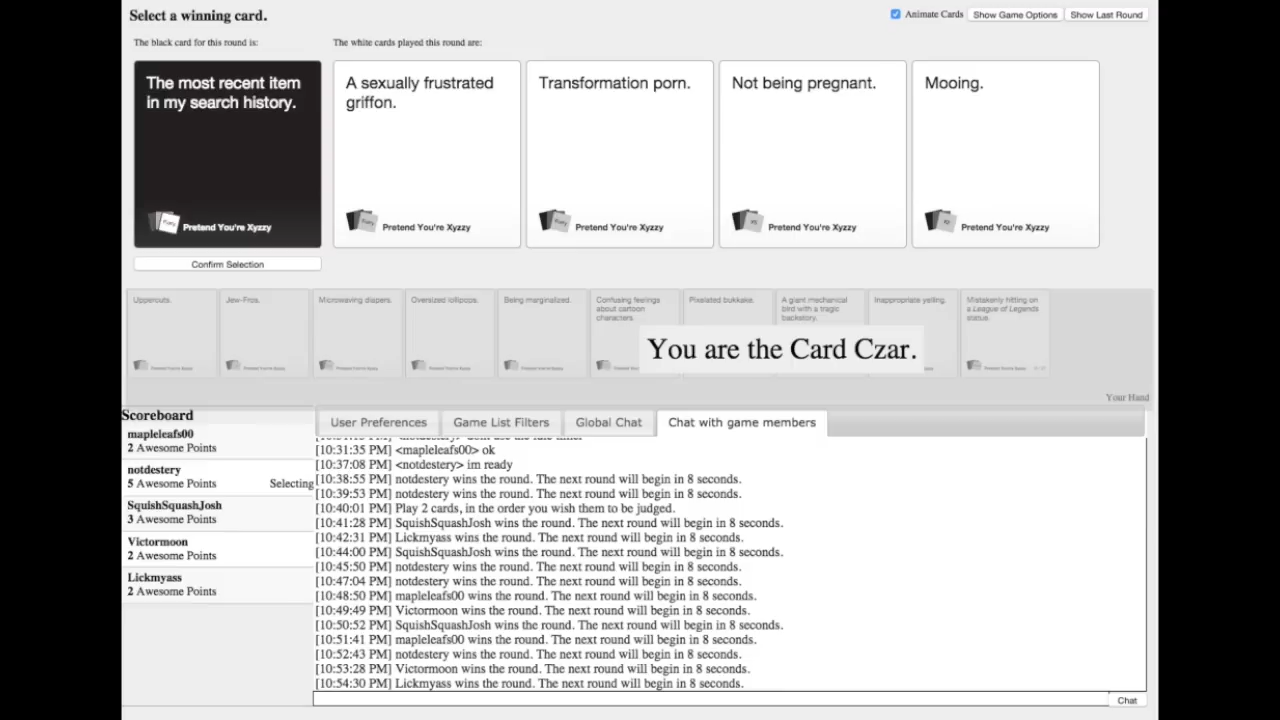 Select a winning card.
Animate Cards
Show Game Options
Show Last Round
The black card for this round is:
The white cards played this round are:
The most recent item
in my search history.
Pretend You're Xyzzy
A sexually frustrated
griffon.
Pretend You're Xyzzy
Transformation porn.
Pretend You're Xyzzy
Not being pregnant.
Pretend You're Xyzzy
Mooing.
Pretend You're Xyzzy
Confirm Selection
Upperouts.
Jew-Fros.
Microwaving diapers.
Oversized lollipops.
Being marginalized.
Confusing feelings
about cartoon
characters.
Pixelated bukkake.
A giant mechanical
bird with a tragic
backstory.
Inappropriate yelling.
Mistakenly hitting on
a League of Legends
statue.
You are the Card Czar.
Your Hand
Scoreboard
mapleleafs00
2 Awesome Points
notdestery
5 Awesome Points
Selecting
SquishSquashJosh
3 Awesome Points
Victormoon
2 Awesome Points
Lickmyass
2 Awesome Points
User Preferences
Game List Filters
Global Chat
Chat with game members
[10:31:35 PM] <mapleleafs00> ok
[10:37:08 PM] <notdestery> im ready
[10:38:55 PM] notdestery wins the round. The next round will begin in 8 seconds.
[10:39:53 PM] notdestery wins the round. The next round will begin in 8 seconds.
[10:40:01 PM] Play 2 cards, in the order you wish them to be judged.
[10:41:28 PM] SquishSquashJosh wins the round. The next round will begin in 8 seconds.
[10:42:31 PM] Lickmyass wins the round. The next round will begin in 8 seconds.
[10:44:00 PM] SquishSquashJosh wins the round. The next round will begin in 8 seconds.
[10:45:50 PM] notdestery wins the round. The next round will begin in 8 seconds.
[10:47:04 PM] notdestery wins the round. The next round will begin in 8 seconds.
[10:48:50 PM] mapleleafs00 wins the round. The next round will begin in 8 seconds.
[10:49:49 PM] Victormoon wins the round. The next round will begin in 8 seconds.
[10:50:52 PM] SquishSquashJosh wins the round. The next round will begin in 8 seconds.
[10:51:41 PM] mapleleafs00 wins the round. The next round will begin in 8 seconds.
[10:52:43 PM] notdestery wins the round. The next round will begin in 8 seconds.
[10:53:28 PM] Victormoon wins the round. The next round will begin in 8 seconds.
[10:54:30 PM] Lickmyass wins the round. The next round will begin in 8 seconds.
Chat